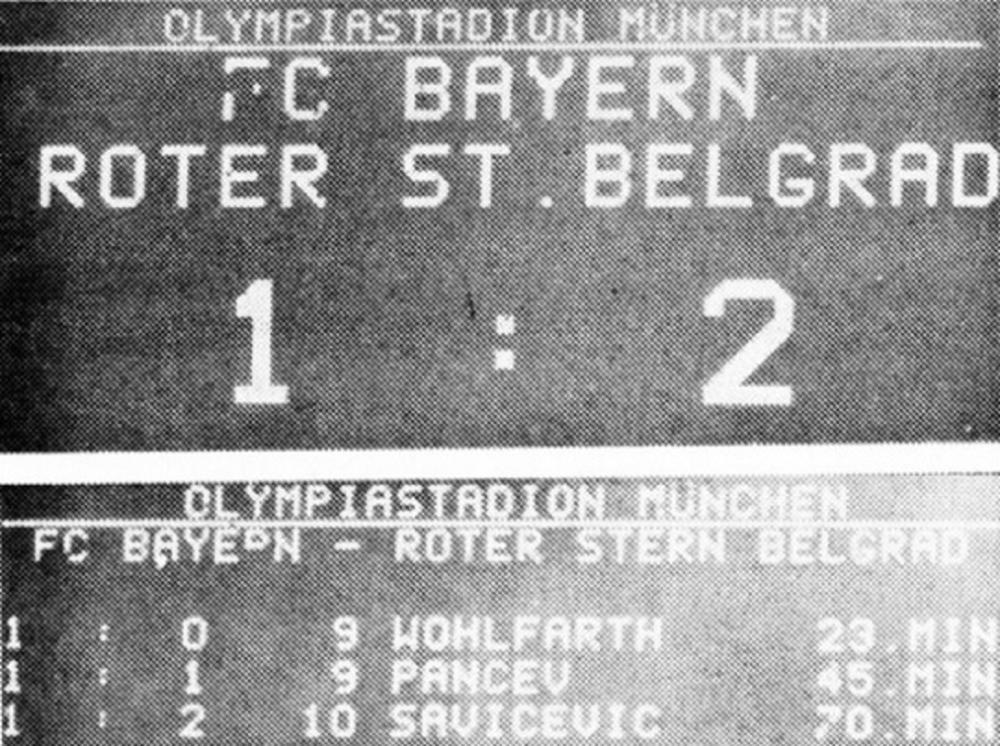 OLYMPIASTADION MÜNCHEN
FC BAYERN
ROTER ST.BELGRAD
1 : 2
OLYMPIASTADION MÜNCHEN
FC BAYERN - ROTER STERN BELGRAD
1 : 0 9 WOHLFARTH 23.MIN
1 : 1 9 PANCEV 45.MIN
1 : 2 10 SAVICEVIC 70.MIN